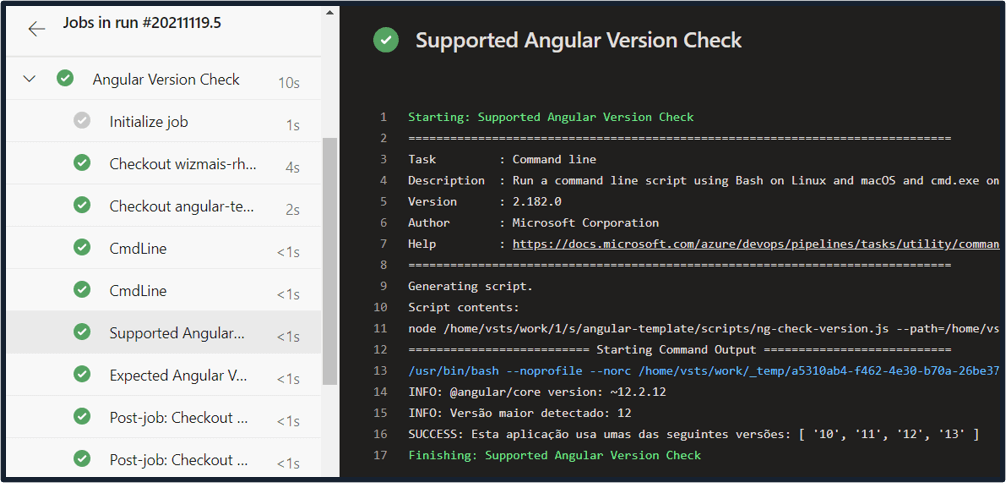 Jobs in run #20211119.5
Angular Version Check 10s
Initialize job 1s
Checkout wizmais-rh... 4s
Checkout angular-te... 2s
CmdLine <1s
CmdLine <1s
Supported Angular... <1s
Expected Angular V... <1s
Post-job: Checkout ... <1s
Post-job: Checkout ... <1s
Supported Angular Version Check
1 Starting: Supported Angular Version Check
2 ==============================================================================
3 Task : Command line
4 Description : Run a command line script using Bash on Linux and macOS and cmd.exe on
5 Version : 2.182.0
6 Author : Microsoft Corporation
7 Help : https://docs.microsoft.com/azure/devops/pipelines/tasks/utility/comman
8 ==============================================================================
9 Generating script.
10 Script contents:
11 node /home/vsts/work/1/s/angular-template/scripts/ng-check-version.js --path=/home/vs
12 ========================== Starting Command Output ===========================
13 /usr/bin/bash --noprofile --norc /home/vsts/work/_temp/a5310ab4-f462-4e30-b70a-26be37
14 INFO: @angular/core version: ~12.2.12
15 INFO: Versão maior detectado: 12
16 SUCCESS: Esta aplicação usa umas das seguintes versões: [ '10', '11', '12', '13' ]
17 Finishing: Supported Angular Version Check